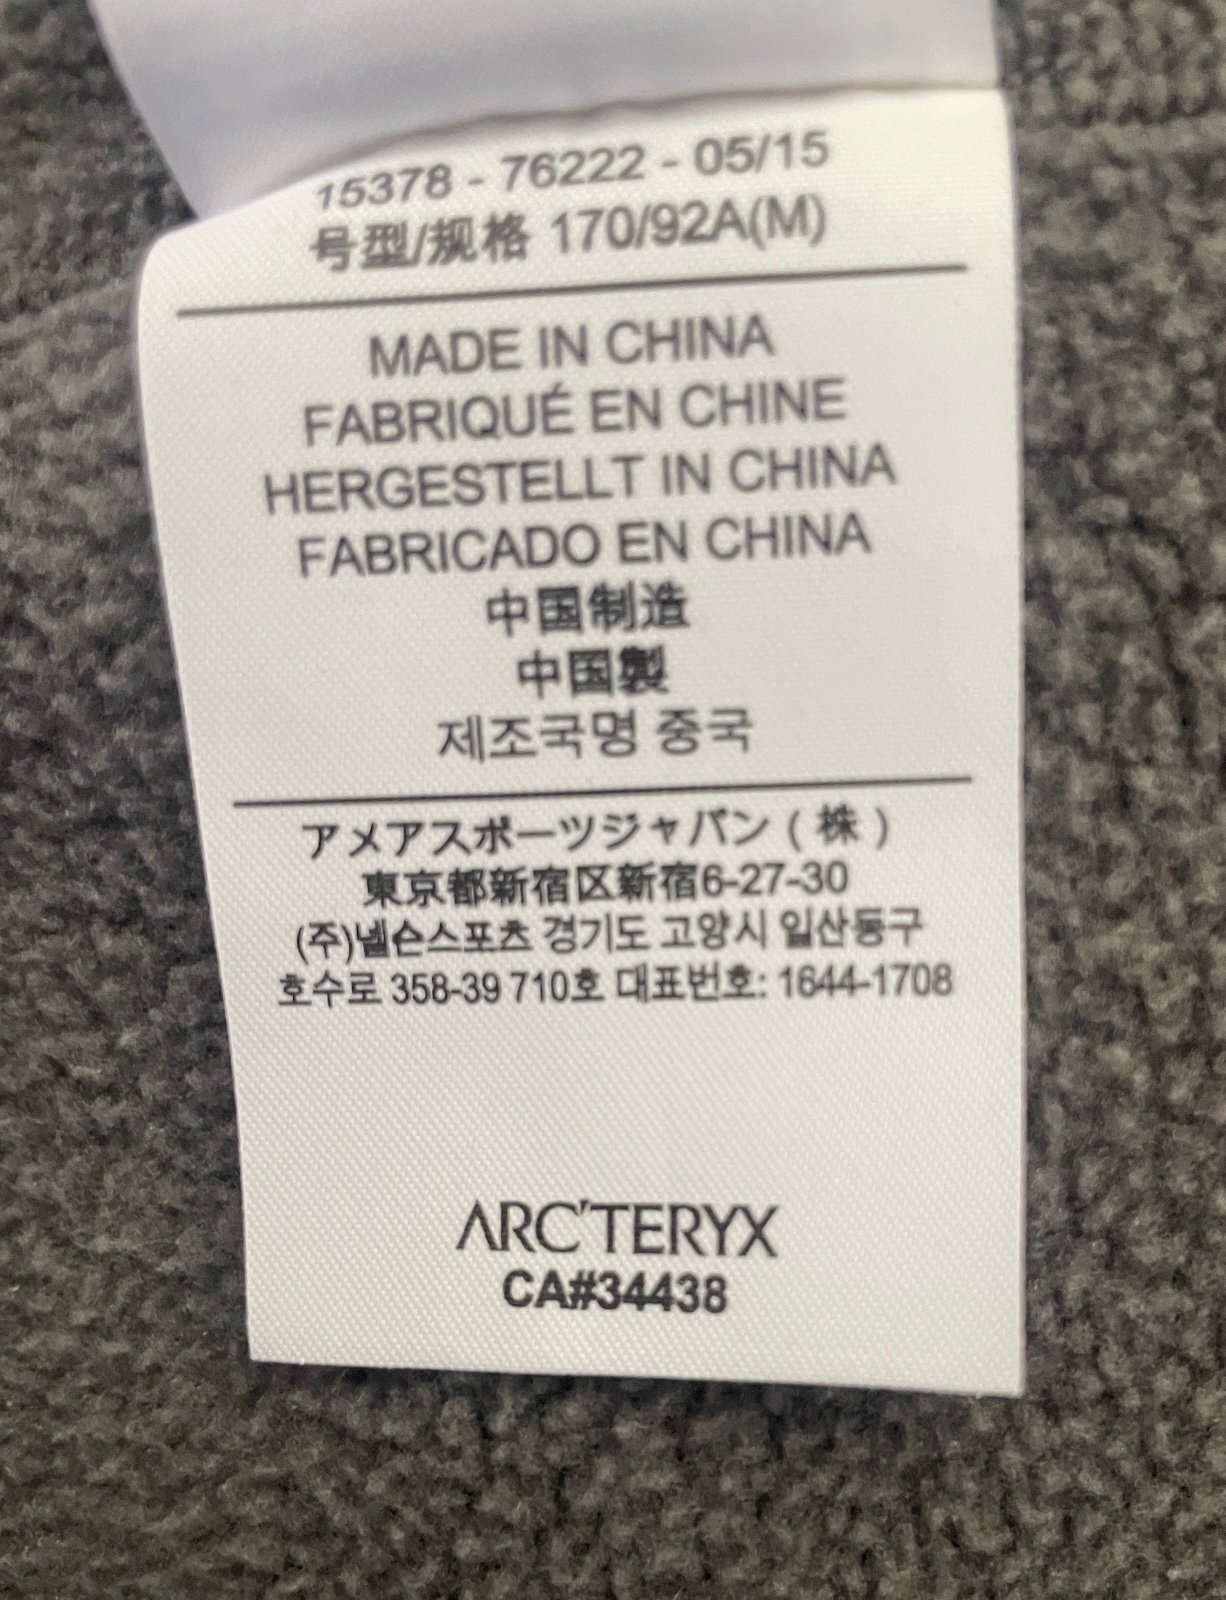 15378 - 76222 - 05/15
号型/规格 170/92A(M)
MADE IN CHINA
FABRIQUÉ EN CHINE
HERGESTELLT IN CHINA
FABRICADO EN CHINA
中国制造
中国製
제조국명 중국
アメアスポーツジャパン（株）
東京都新宿区新宿6-27-30
(주)넬슨스포츠 경기도 고양시 일산동구
호수로 358-39 710호 대표번호: 1644-1708
ARC'TERYX
CA#34438